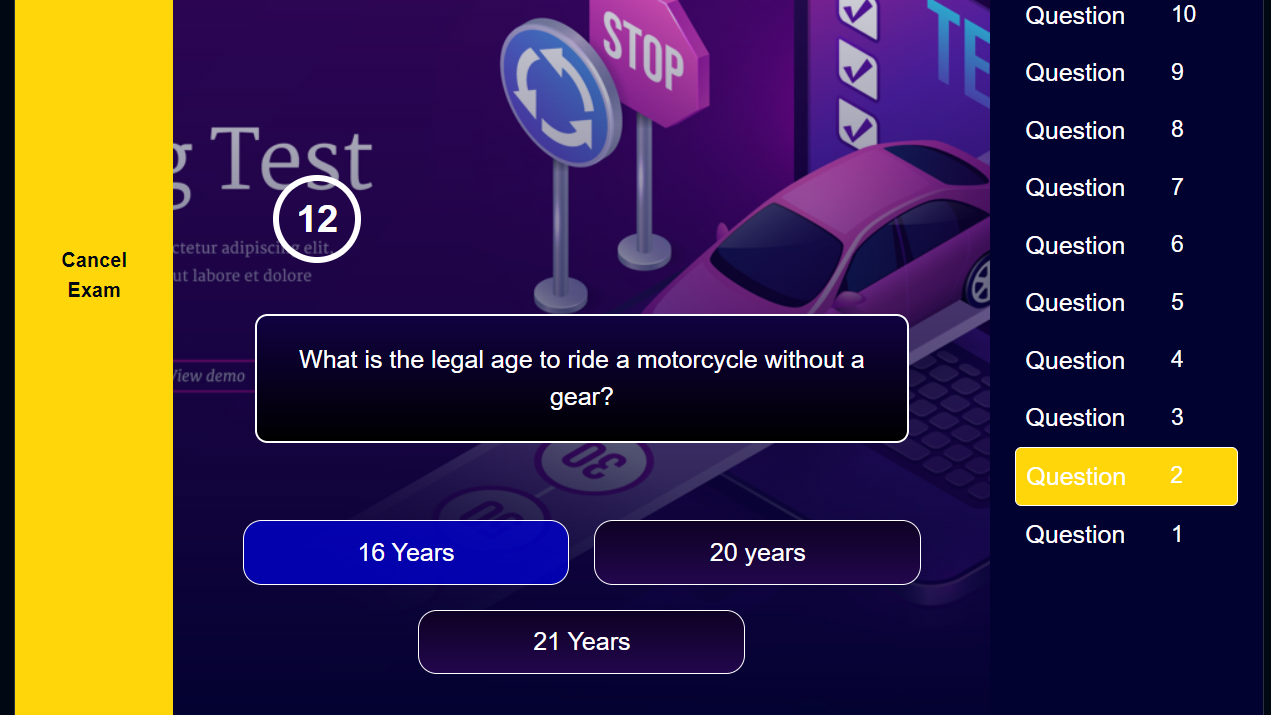 Cancel
Exam
g Test
12
ctetur adipiscing elit
ut labore et dolore
View demo
STOP
TE
What is the legal age to ride a motorcycle without a
gear?
30
16 Years
20 years
21 Years
Question 10
Question 9
Question 8
Question 7
Question 6
Question 5
Question 4
Question 3
Question 2
Question 1